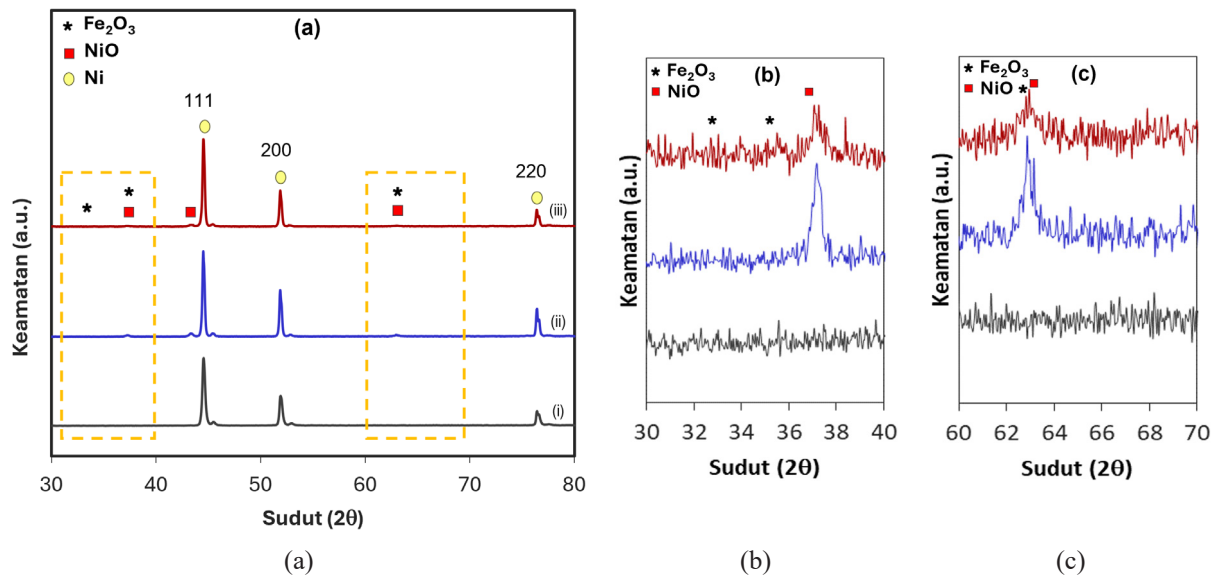 (a)
* Fe₂O₃
NiO
Ni
111
200
220
(iii)
(ii)
(i)
Keamatan (a.u.)
30 40 50 60 70 80
Sudut (2θ)
(a)
* Fe₂O₃
NiO
(b)
*
*
Keamatan (a.u.)
30 32 34 36 38 40
Sudut (2θ)
(b)
* Fe₂O₃
NiO *
(c)
Keamatan (a.u.)
60 62 64 66 68 70
Sudut (2θ)
(c)